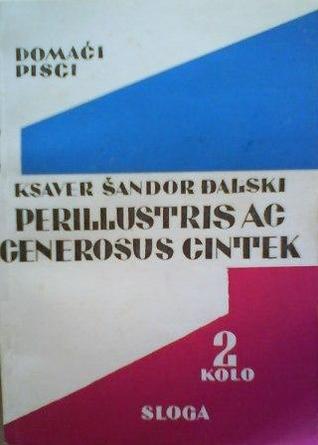 DOMAĆI
PISCI
KSAVER ŠANDOR ĐALSKI
PERILLUSTRIS AC
GENEROSUS CINTEK
2
KOLO
SLOGA